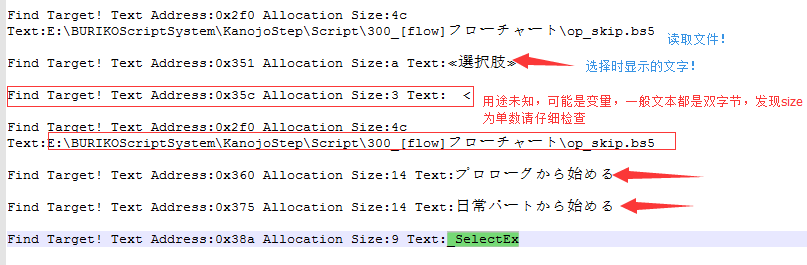 Find Target! Text Address:0x2f0 Allocation Size:4c
Text:E:\BURIKOScriptSystem\KanojoStep\Script\300_[flow]フローチャート\op_skip.bs5
读取文件!
Find Target! Text Address:0x351 Allocation Size:a Text:≪選択肢≫
选择时显示的文字!
Find Target! Text Address:0x35c Allocation Size:3 Text: <
用途未知，可能是变量，一般文本都是双字节，发现size
为单数请仔细检查
Find Target! Text Address:0x2f0 Allocation Size:4c
Text:E:\BURIKOScriptSystem\KanojoStep\Script\300_[flow]フローチャート\op_skip.bs5
Find Target! Text Address:0x360 Allocation Size:14 Text:プロローグから始める
Find Target! Text Address:0x375 Allocation Size:14 Text:日常パートから始める
Find Target! Text Address:0x38a Allocation Size:9 Text:_SelectEx